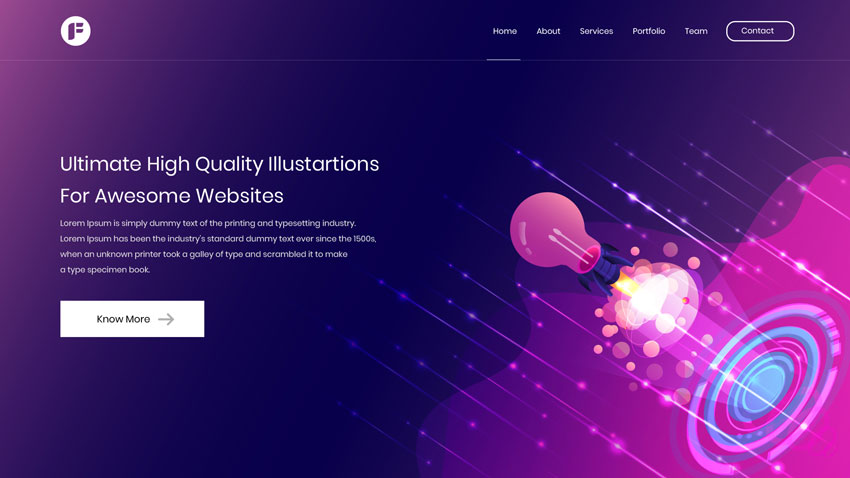 F
Home About Services Portfolio Team Contact
Ultimate High Quality Illustartions
For Awesome Websites
Lorem Ipsum is simply dummy text of the printing and typesetting industry.
Lorem Ipsum has been the industry's standard dummy text ever since the 1500s,
when an unknown printer took a galley of type and scrambled it to make
a type specimen book.
Know More